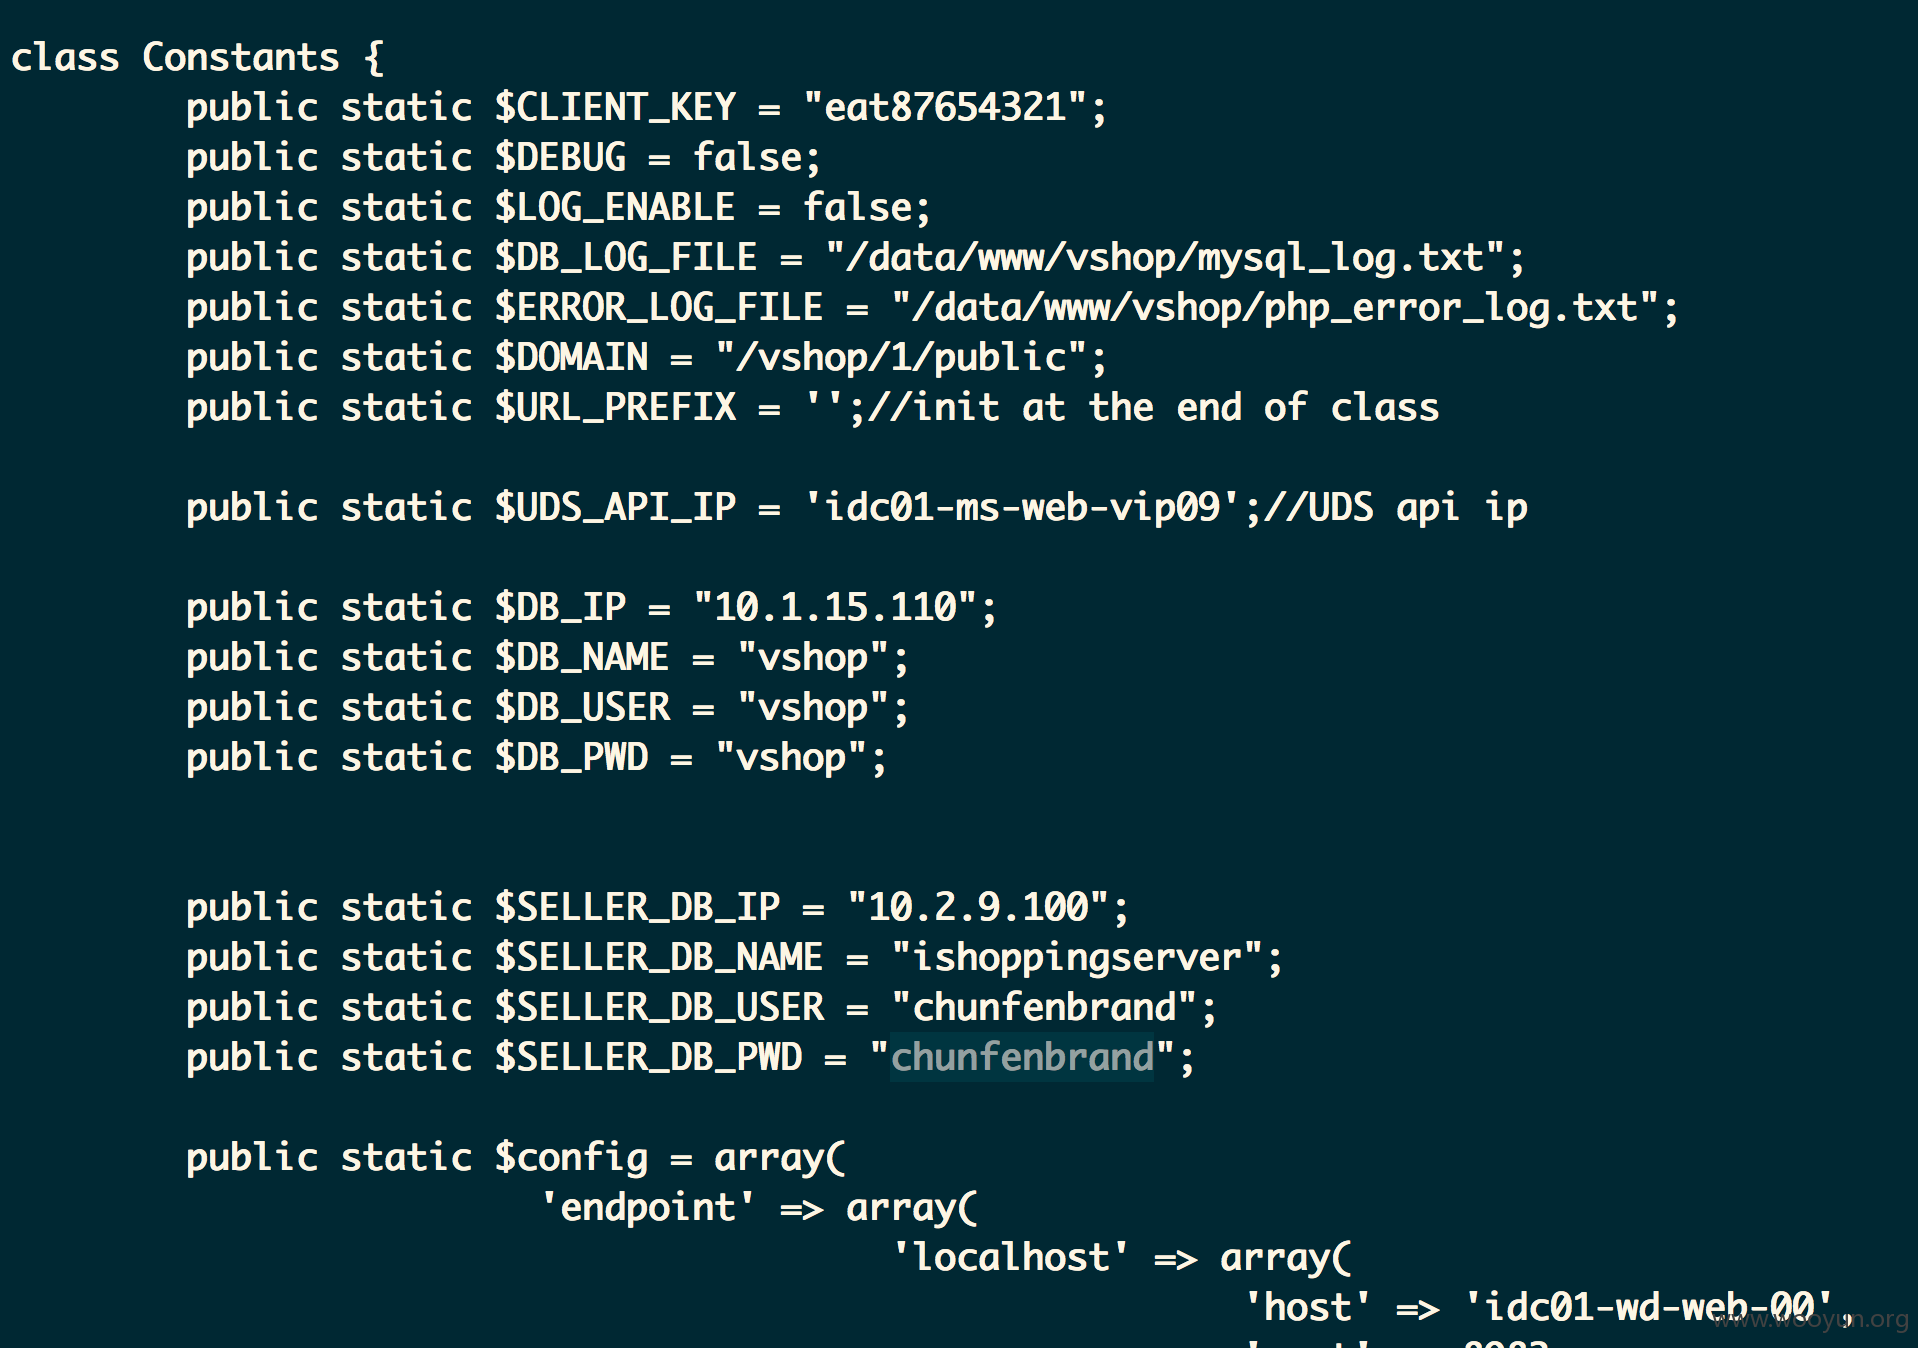 class Constants {
public static $CLIENT_KEY = "eat87654321";
public static $DEBUG = false;
public static $LOG_ENABLE = false;
public static $DB_LOG_FILE = "/data/www/vshop/mysql_log.txt";
public static $ERROR_LOG_FILE = "/data/www/vshop/php_error_log.txt";
public static $DOMAIN = "/vshop/1/public";
public static $URL_PREFIX = '';//init at the end of class
public static $UDS_API_IP = 'idc01-ms-web-vip09';//UDS api ip
public static $DB_IP = "10.1.15.110";
public static $DB_NAME = "vshop";
public static $DB_USER = "vshop";
public static $DB_PWD = "vshop";
public static $SELLER_DB_IP = "10.2.9.100";
public static $SELLER_DB_NAME = "ishoppingserver";
public static $SELLER_DB_USER = "chunfenbrand";
public static $SELLER_DB_PWD = "chunfenbrand";
public static $config = array(
'endpoint' => array(
'localhost' => array(
'host' => 'idc01-wd-web-00',
www.wooyun.org